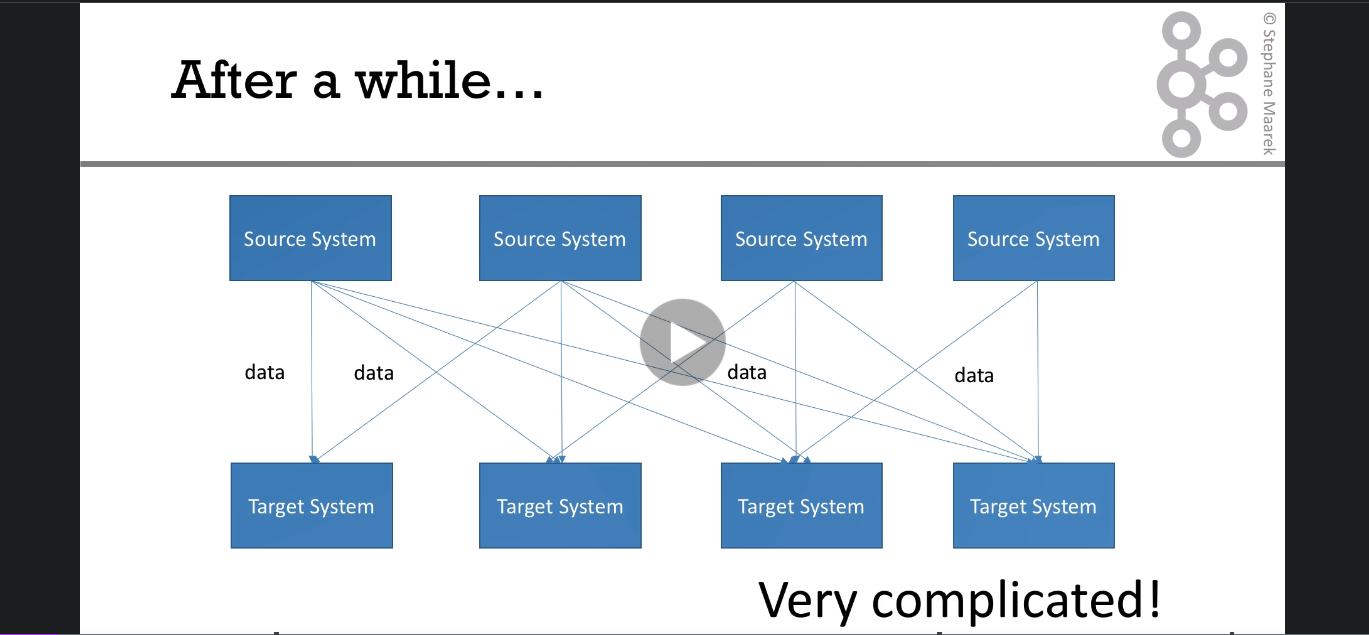 After a while...
© Stephane Maarek
Source System
Source System
Source System
Source System
data
data
data
data
Target System
Target System
Target System
Target System
Very complicated!